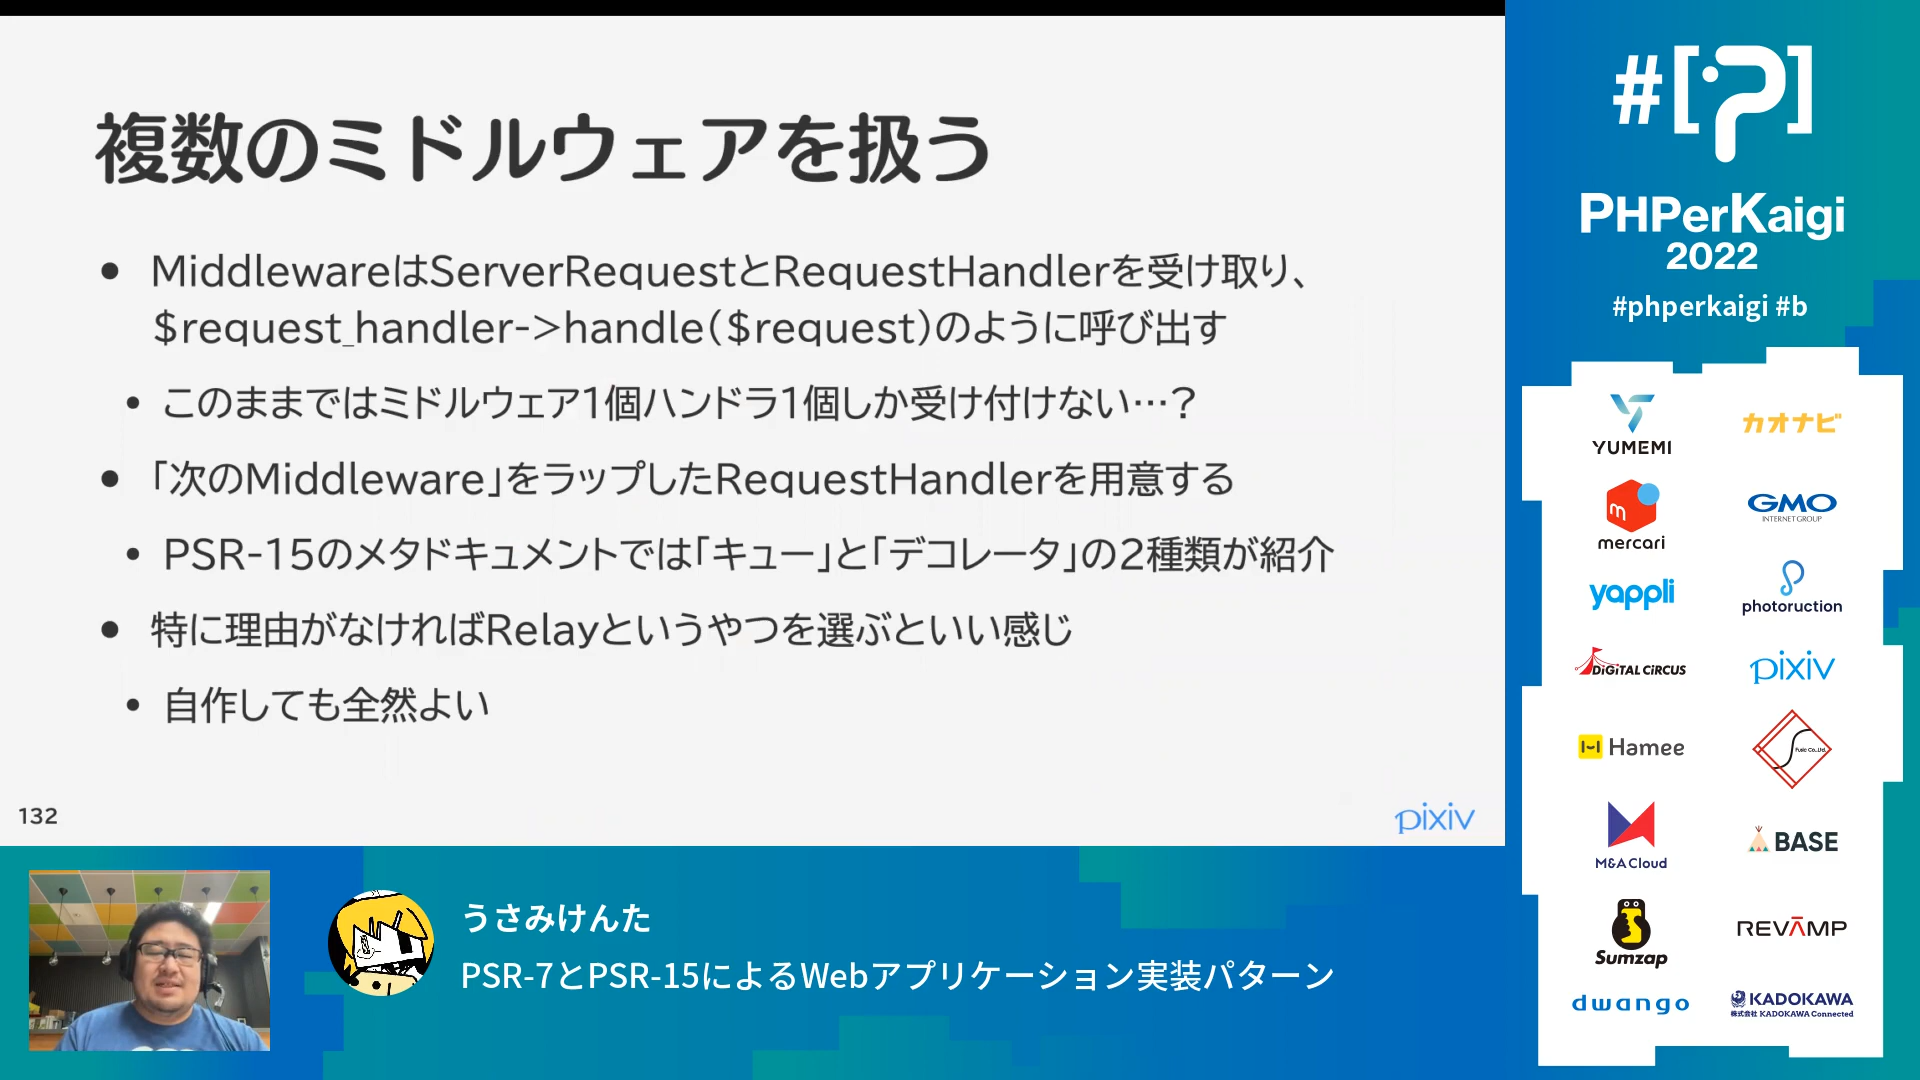 複数のミドルウェアを扱う
● MiddlewareはServerRequestとRequestHandlerを受け取り、
$request_handler->handle($request)のように呼び出す
• このままではミドルウェア1個ハンドラ1個しか受け付けない…?
● 「次のMiddleware」をラップしたRequestHandlerを用意する
• PSR-15のメタドキュメントでは「キュー」と「デコレータ」の2種類が紹介
● 特に理由がなければRelayというやつを選ぶといい感じ
• 自作しても全然よい
132
pixiv
うさみけんた
PSR-7とPSR-15によるWebアプリケーション実装パターン
#[?]
PHPerKaigi
2022
#phperkaigi #b
YUMEMI
カオナビ
m
mercari
GMO
INTERNET GROUP
yappli
photoruction
DIGITAL CIRCUS
pixiv
Hamee
Fusic Co.,Ltd.
M&A Cloud
BASE
Sumzap
REVAMP
dwango
KADOKAWA
株式会社 KADOKAWA Connected